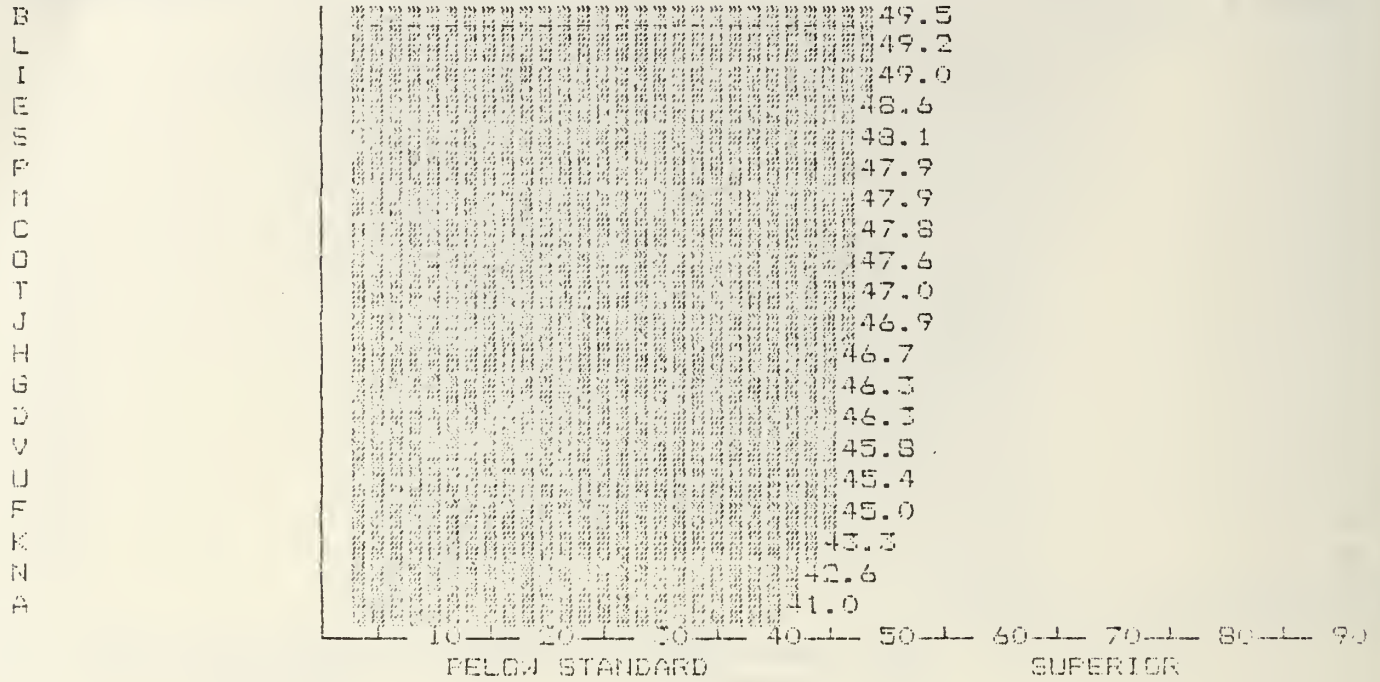 B 49.5
L 49.2
I 49.0
E 48.6
S 48.1
P 47.9
M 47.9
C 47.8
O 47.6
T 47.0
J 46.9
H 46.7
G 46.3
D 46.3
V 45.8
U 45.4
F 45.0
K 43.3
N 42.6
A 41.0
10 20 30 40 50 60 70 80 90
BELOW STANDARD SUPERIOR